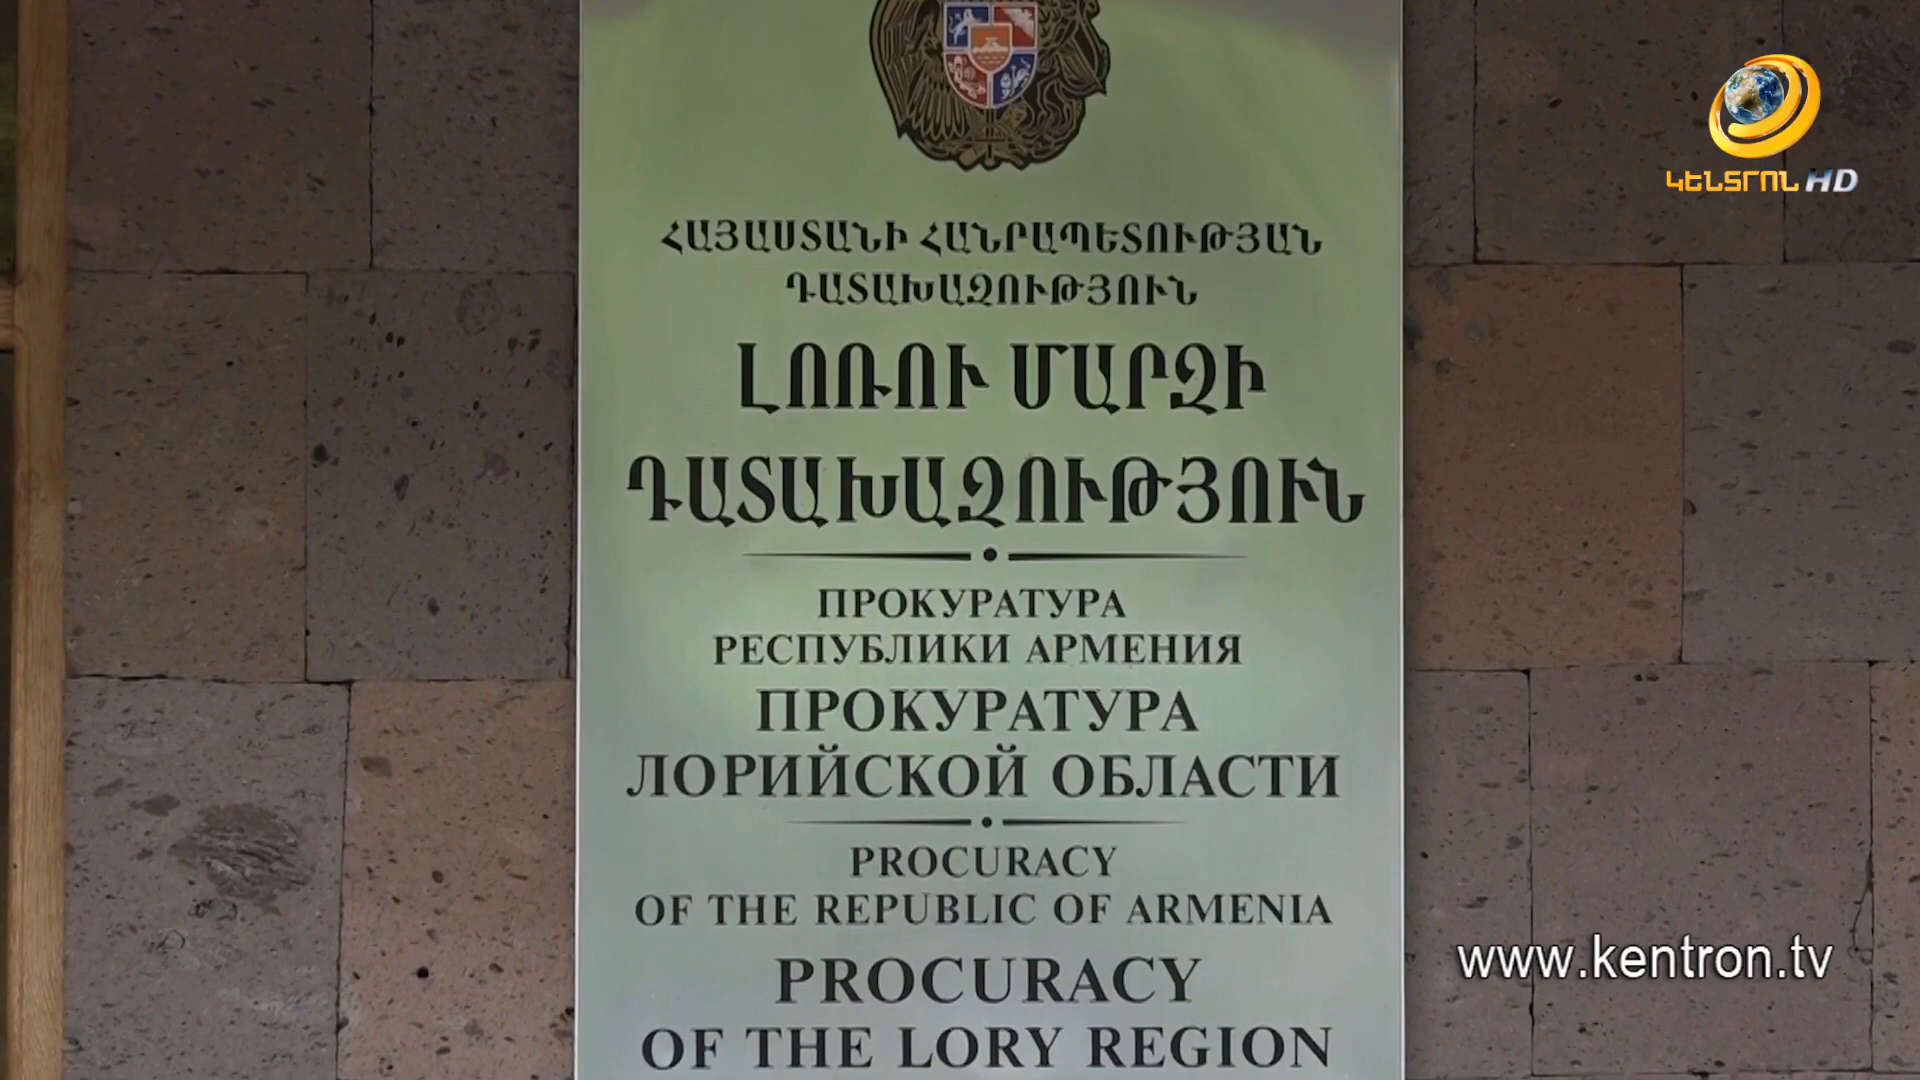 ԿԵՆՏՐՈՆ HD
ՀԱՅԱՍՏԱՆԻ ՀԱՆՐԱՊԵՏՈՒԹՅԱՆ
ԴԱՏԱԽԱԶՈՒԹՅՈՒՆ
ԼՈՌՈՒ ՄԱՐԶԻ
ԴԱՏԱԽԱԶՈՒԹՅՈՒՆ
ПРОКУРАТУРА
РЕСПУБЛИКИ АРМЕНИЯ
ПРОКУРАТУРА
ЛОРИЙСКОЙ ОБЛАСТИ
PROCURACY
OF THE REPUBLIC OF ARMENIA
PROCURACY
OF THE LORY REGION
www.kentron.tv